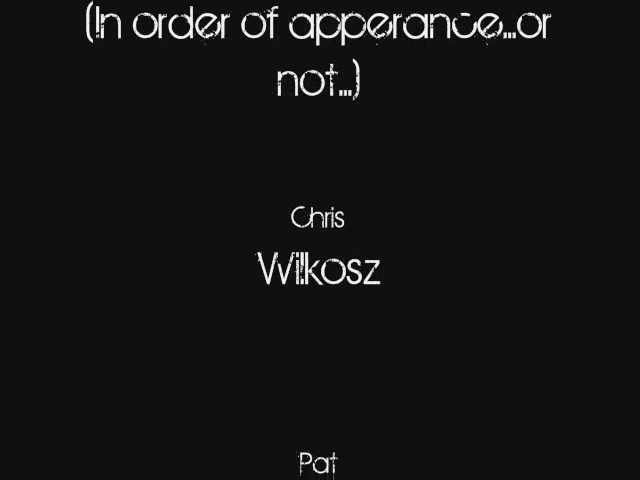 (In order of apperance...or
not...)
Chris
Wilkosz
Pat